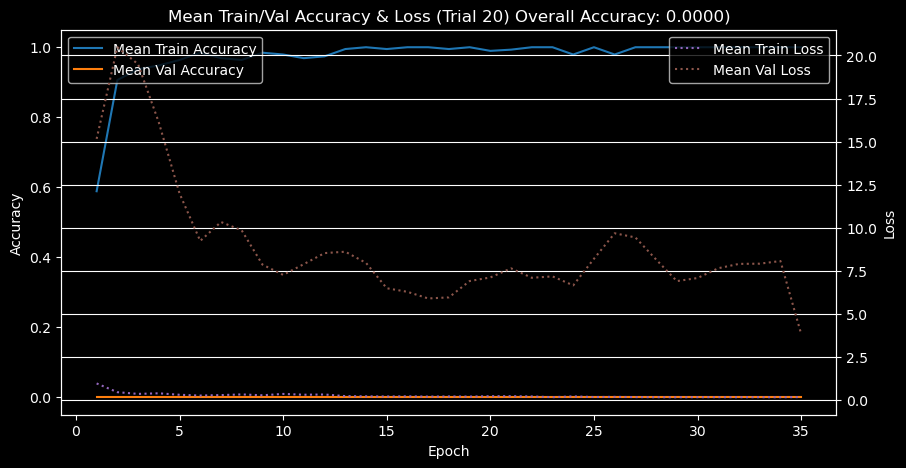 Mean Train/Val Accuracy & Loss (Trial 20) Overall Accuracy: 0.0000)
Mean Train Accuracy
Mean Val Accuracy
Mean Train Loss
Mean Val Loss
Accuracy
1.0
0.8
0.6
0.4
0.2
0.0
20.0
17.5
15.0
12.5
10.0
7.5
5.0
2.5
0.0
Loss
0 5 10 15 20 25 30 35
Epoch